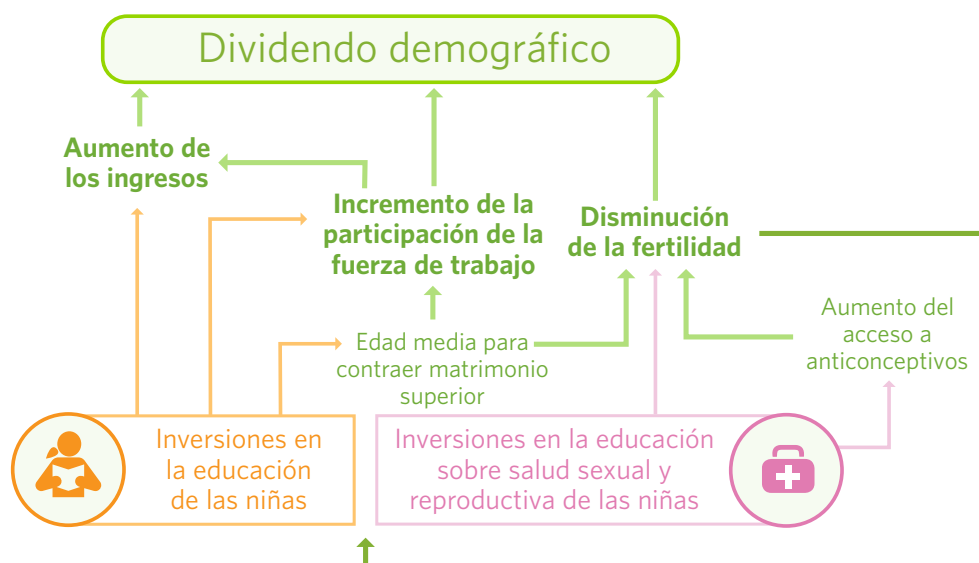 Dividendo demográfico
Aumento de
los ingresos
Incremento de la
participación de la
fuerza de trabajo
Disminución
de la fertilidad
Edad media para
contraer matrimonio
superior
Aumento del
acceso a
anticonceptivos
Inversiones en
la educación
de las niñas
Inversiones en la educación
sobre salud sexual y
reproductiva de las niñas